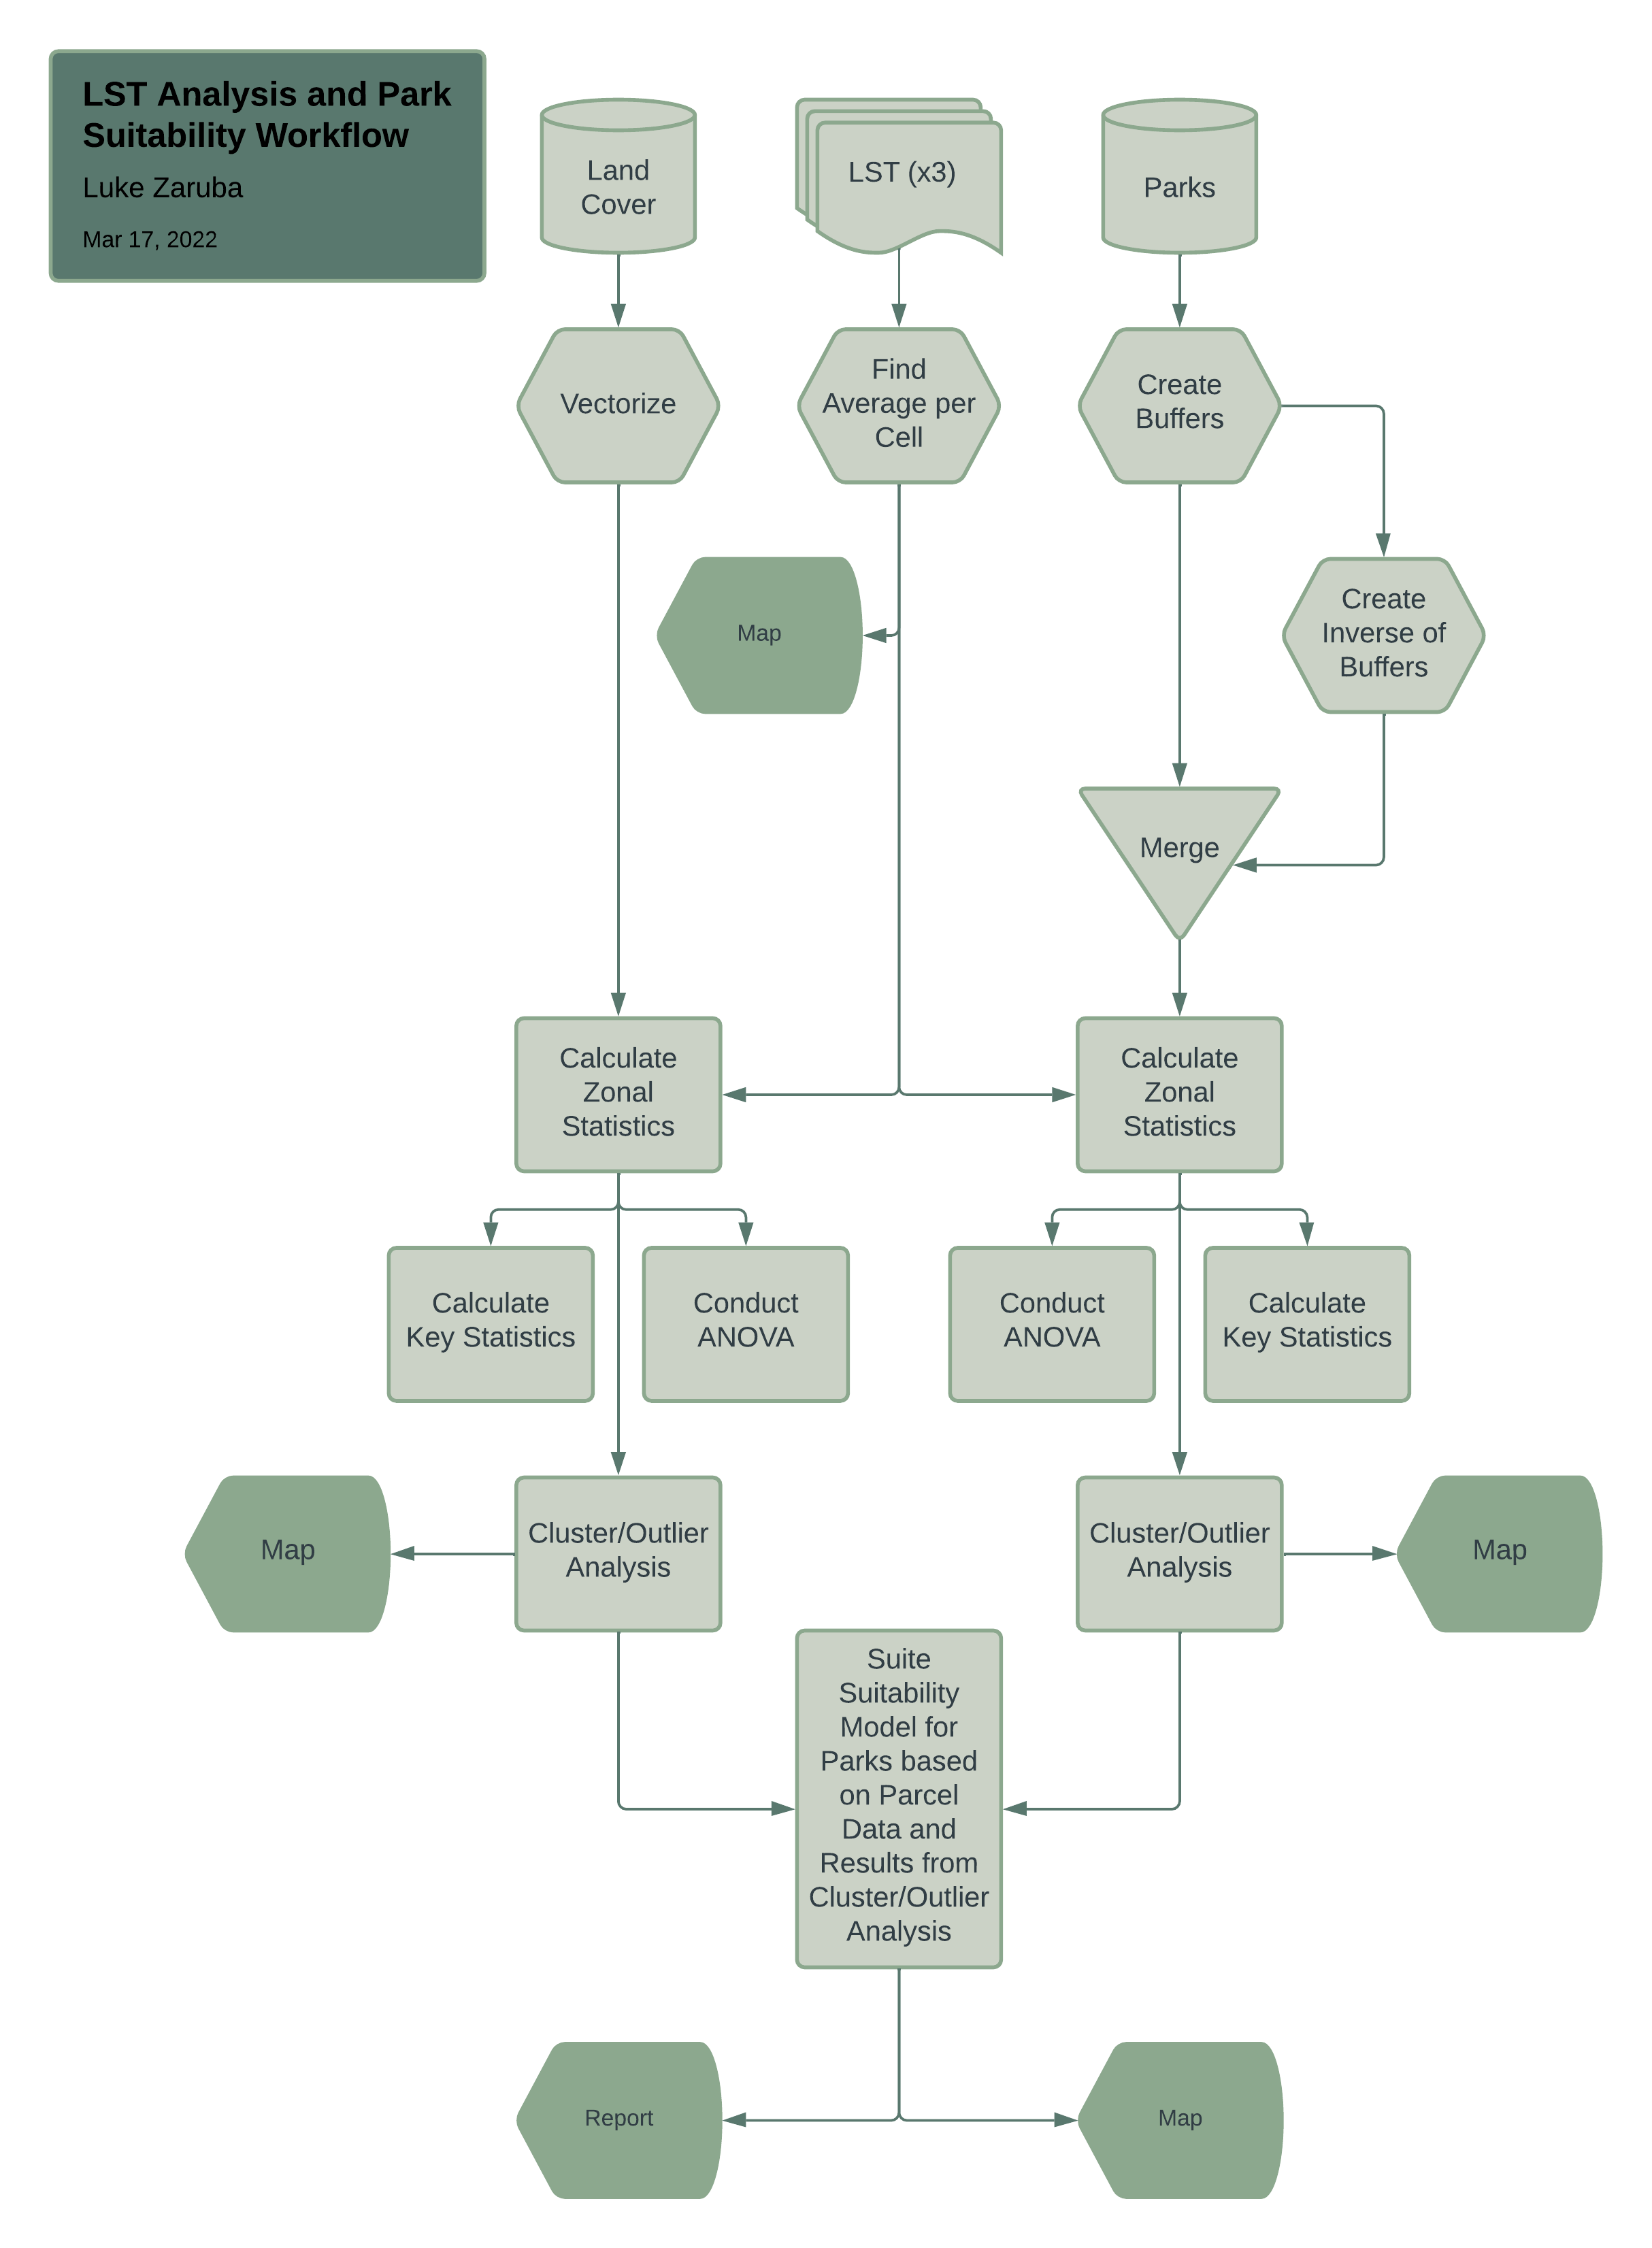 LST Analysis and Park
Suitability Workflow
Luke Zaruba
Mar 17, 2022
Land
Cover
LST (x3)
Parks
Vectorize
Find
Average per
Cell
Create
Buffers
Map
Create
Inverse of
Buffers
Merge
Calculate
Zonal
Statistics
Calculate
Zonal
Statistics
Calculate
Key Statistics
Conduct
ANOVA
Conduct
ANOVA
Calculate
Key Statistics
Map
Cluster/Outlier
Analysis
Cluster/Outlier
Analysis
Map
Suite
Suitability
Model for
Parks based
on Parcel
Data and
Results from
Cluster/Outlier
Analysis
Report
Map